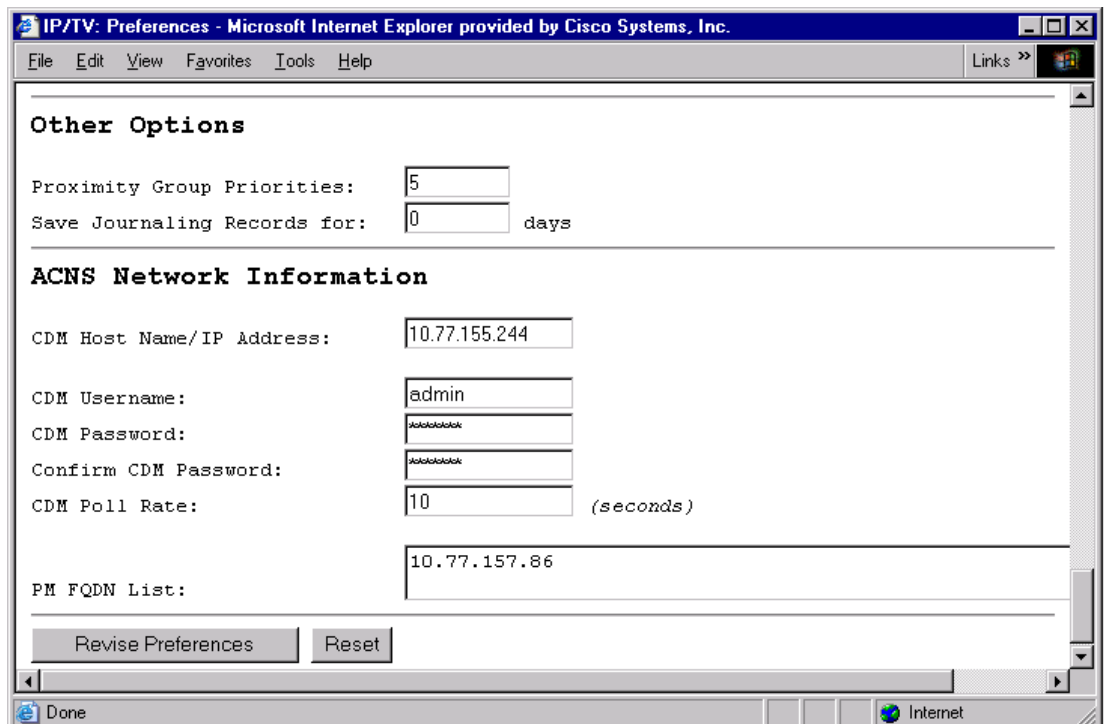 IP/TV: Preferences - Microsoft Internet Explorer provided by Cisco Systems, Inc.
File Edit View Favorites Tools Help Links »
Other Options
Proximity Group Priorities: 5
Save Journaling Records for: 0 days
ACNS Network Information
CDM Host Name/IP Address: 10.77.155.244
CDM Username: admin
CDM Password: *******
Confirm CDM Password: *******
CDM Poll Rate: 10 (seconds)
PM FQDN List: 10.77.157.86
Revise Preferences Reset
Done Internet